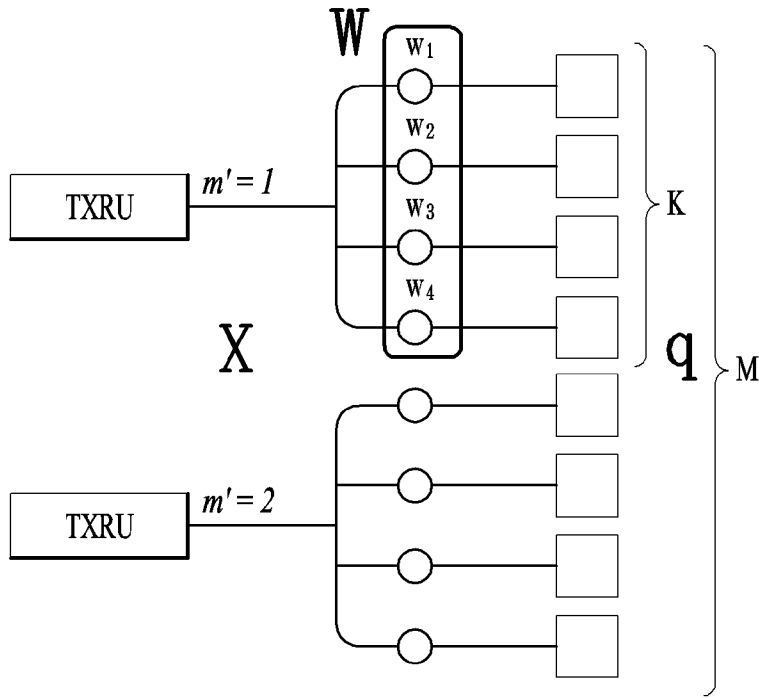 W
w₁
w₂
TXRU
m' = 1
w₃
K
w₄
X
q
M
TXRU
m' = 2